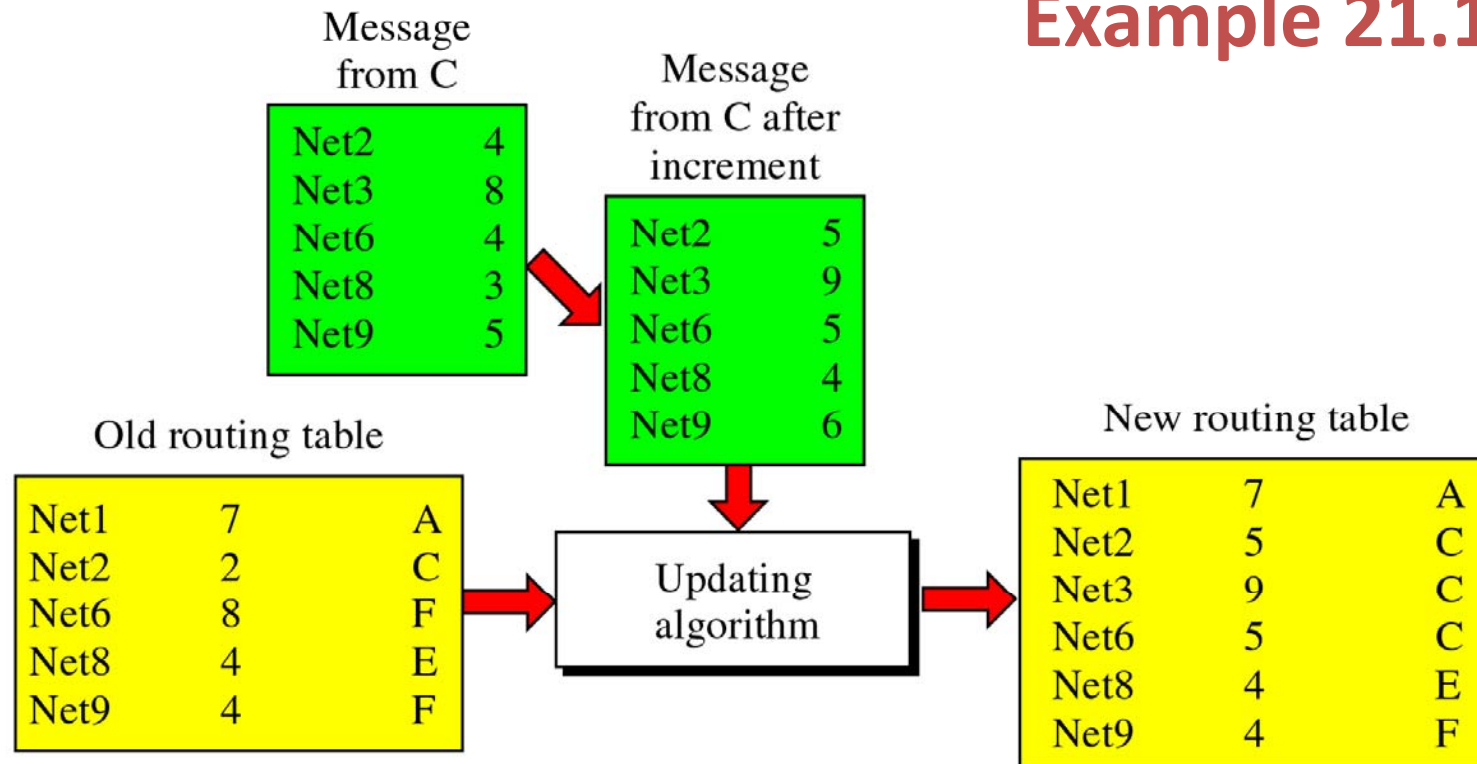 Example 21.1
Message
from C
Net2 4
Net3 8
Net6 4
Net8 3
Net9 5
Message
from C after
increment
Net2 5
Net3 9
Net6 5
Net8 4
Net9 6
Old routing table
Net1 7 A
Net2 2 C
Net6 8 F
Net8 4 E
Net9 4 F
Updating
algorithm
New routing table
Net1 7 A
Net2 5 C
Net3 9 C
Net6 5 C
Net8 4 E
Net9 4 F